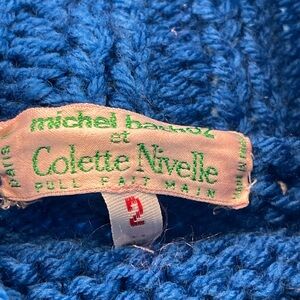 michel
et
Colette Nivelle
PULL FAIT MAIN
PARIS
2